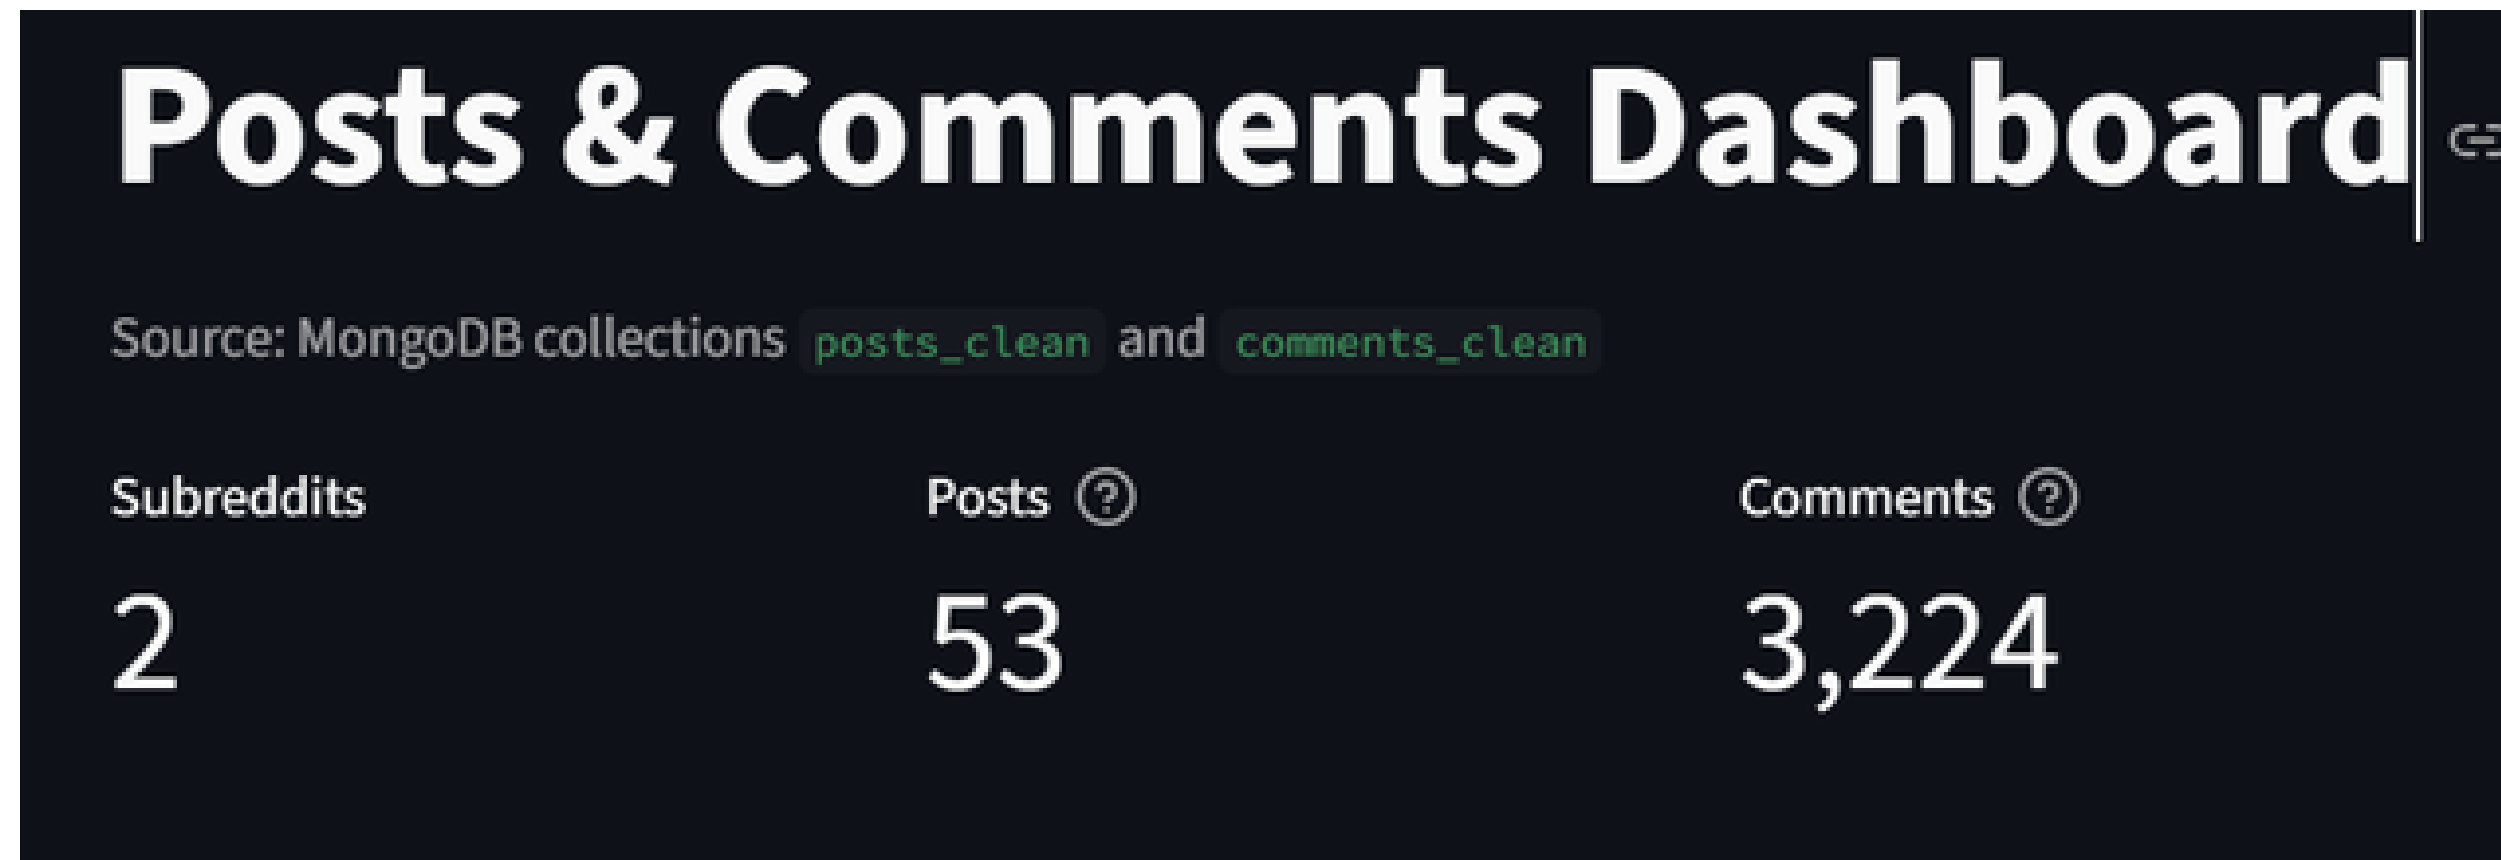 Posts & Comments Dashboard
Source: MongoDB collections posts_clean and comments_clean
Subreddits Posts ? Comments ?
2 53 3,224